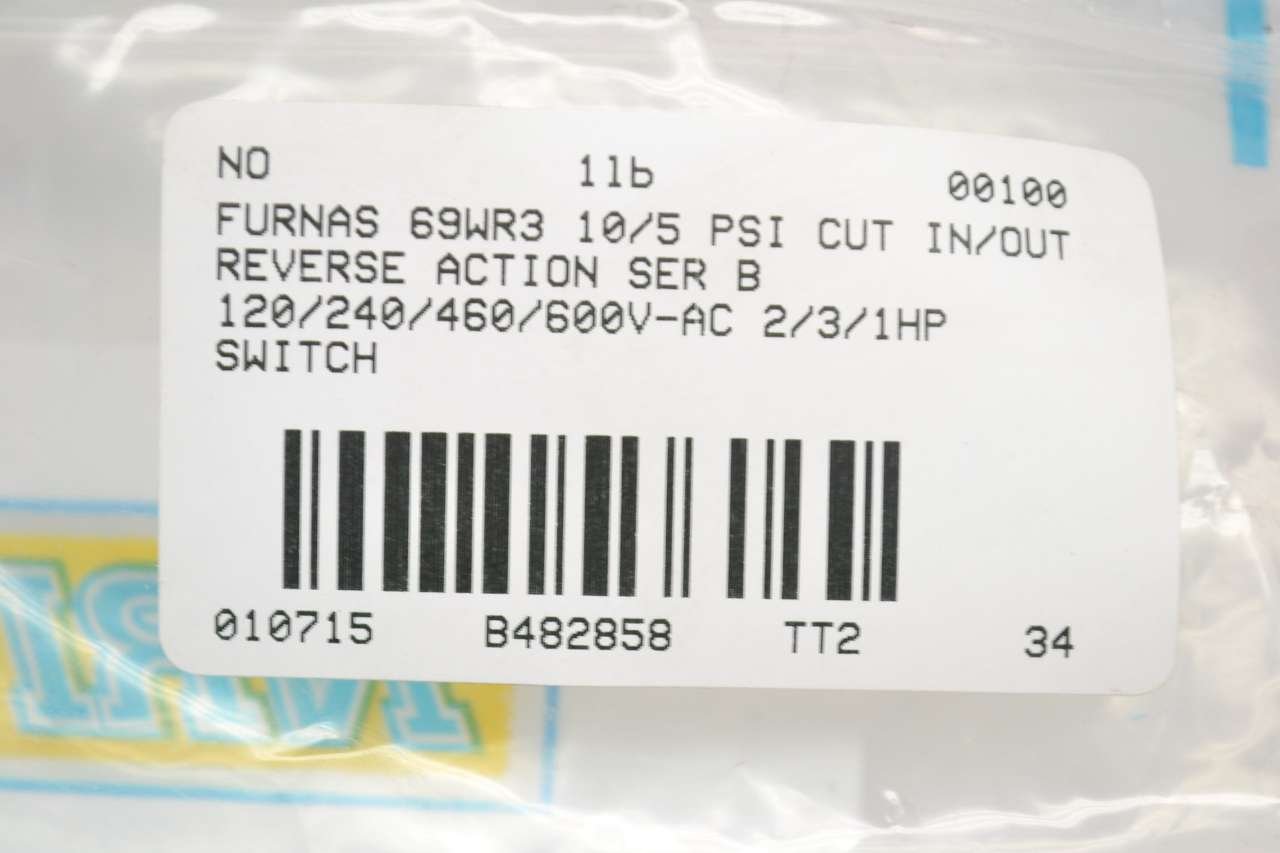 NO 1lb 00100
FURNAS 69WR3 10/5 PSI CUT IN/OUT
REVERSE ACTION SER B
120/240/460/600V-AC 2/3/1HP
SWITCH
010715 B482858 TT2 34